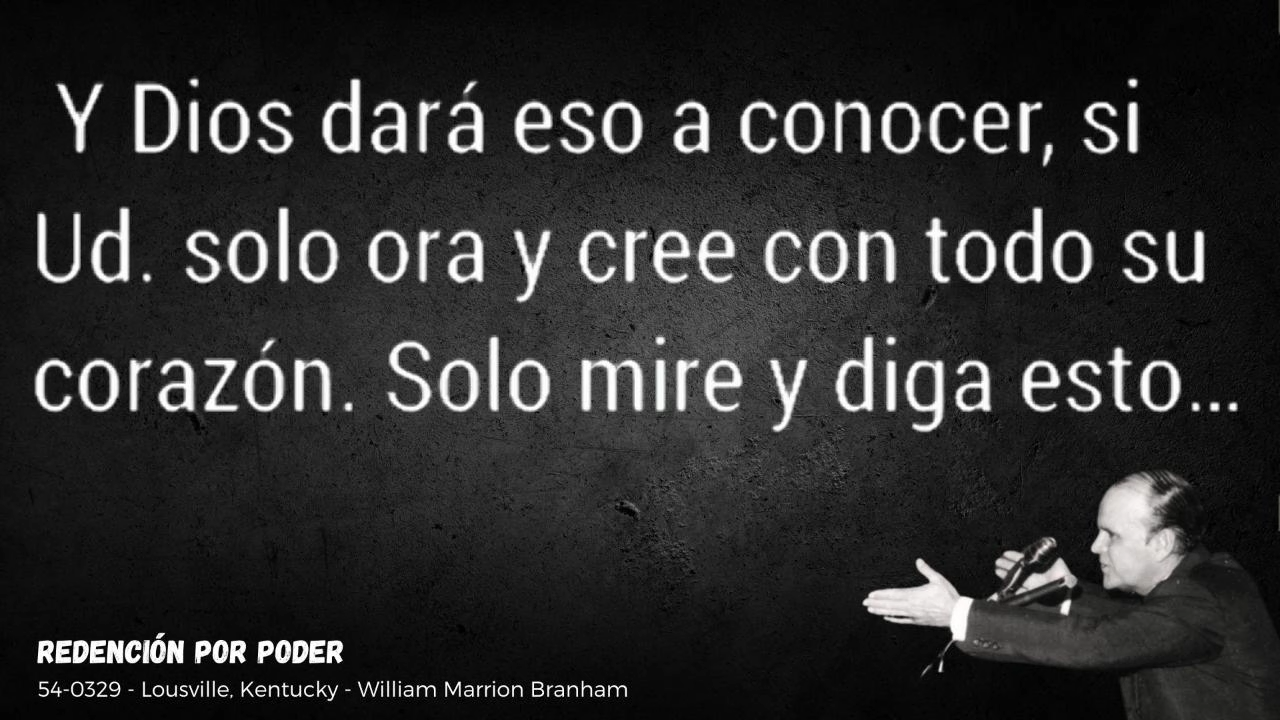 Y Dios dará eso a conocer, si
Ud. solo ora y cree con todo su
corazón. Solo mire y diga esto...
REDENCIÓN POR PODER
54-0329 - Lousville, Kentucky - William Marrion Branham